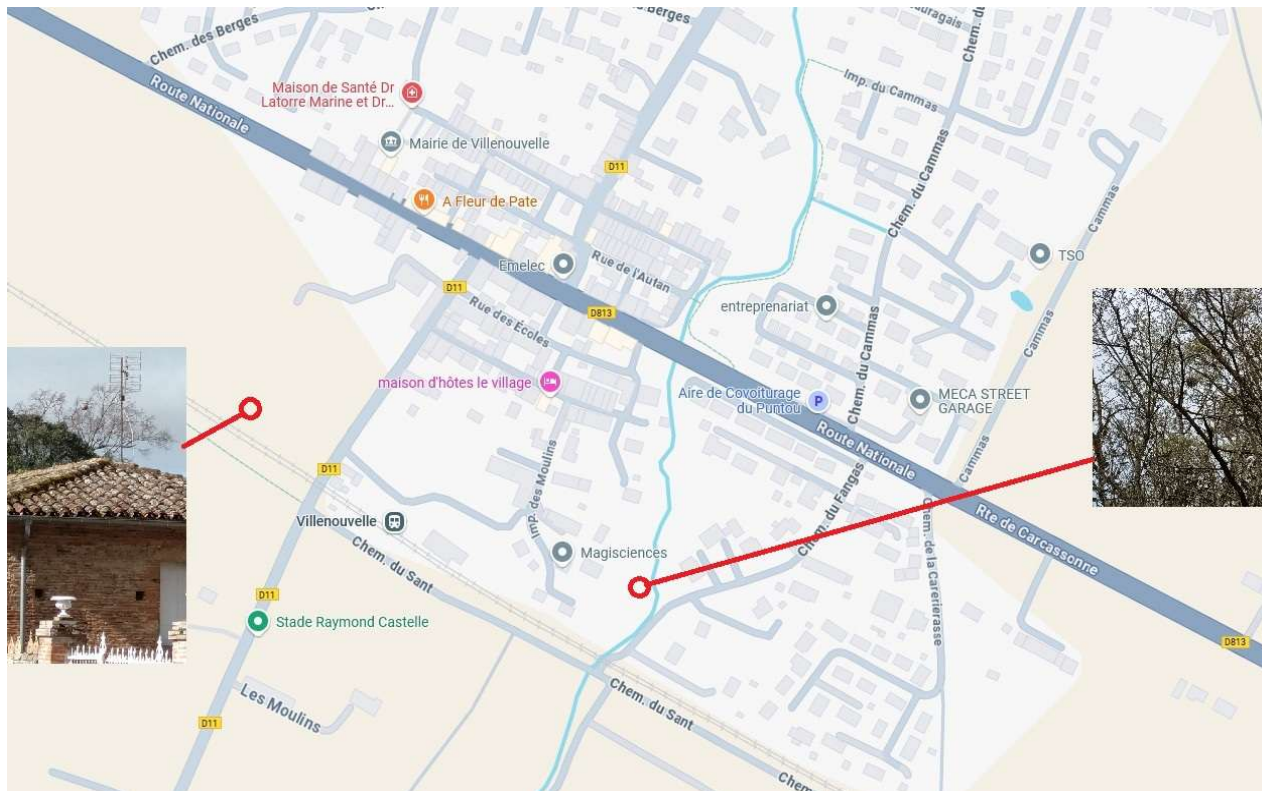 Chem. des Berges
Berges
Chem. du
Route Nationale
Maison de Santé Dr
Latorre Marine et Dr...
Mairie de Villenouvelle
Imp. du Cammas
D11
Chem. du Cammas
A Fleur de Pate
Cammas
TSO
Emelec
Rue de l'Autan
D11
Rue des Écoles
D813
entreprenariat
Chem. du Cammas
Cammas
maison d'hôtes le village
Aire de Covoiturage
du Puntou
MECA STREET
GARAGE
Route Nationale
Cammas
D11
Imp. des Moulins
Chem. du Fangas
Villenouvelle
Rte de Carcassonne
Chem. du Sant
Magisciences
Chem. de la Caretierasse
D11
Stade Raymond Castelle
D813
Les Moulins
Chem. du Sant
D11
Chem